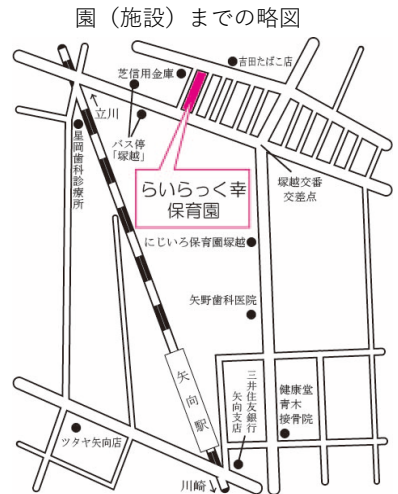 園（施設）までの略図
吉田たばこ店
芝信用金庫
↑立川
バス停
「塚越」
星岡歯科診療所
塚越交番
交差点
らいらっく幸
保育園
にじいろ保育園塚越
矢野歯科医院
矢向駅
三井住友銀行
矢向支店
健康堂
青木
接骨院
ツタヤ矢向店
川崎↓